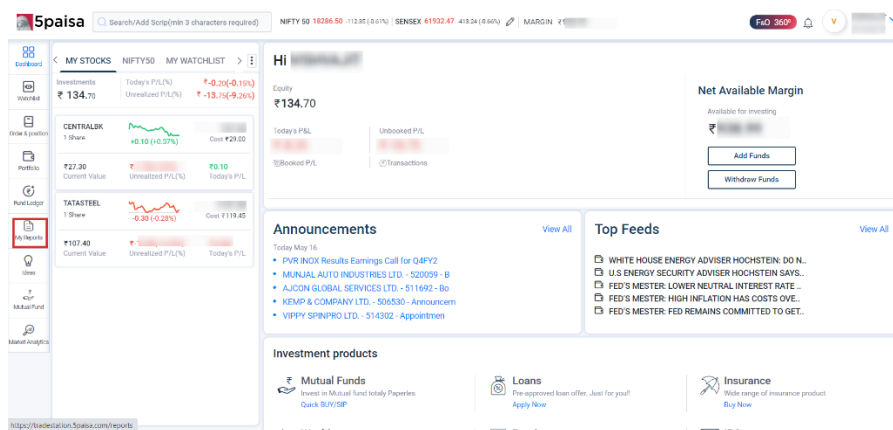 5paisa
Search/Add Scrip(min 3 characters required)
NIFTY 50 18286.50 -112.35 (-0.61%) SENSEX 61932.47 -413.24 (-0.66%) MARGIN
F&O 360° V
Dashboard
Watchlist
Order & position
Portfolio
Fund Ledger
My Reports
Ideas
Mutual Fund
Market Analytics
< MY STOCKS NIFTY50 MY WATCHLIST >
Investments Today's P/L(%) ₹-0.20(-0.15%)
₹ 134.70 Unrealized P/L(%) ₹ -13.75(-9.26%)
CENTRALBK
1 Share +0.10 (+0.37%) Cost ₹29.00
₹27.30 ₹ ₹0.10
Current Value Unrealized P/L(%) Today's P/L
TATASTEEL
1 Share -0.30 (-0.28%) Cost ₹119.45
₹107.40 ₹
Current Value Unrealized P/L(%) Today's P/L
Hi
Equity
₹134.70
Today's P&L Unbooked P/L
Booked P/L Transactions
Net Available Margin
Available for Investing
₹
Add Funds
Withdraw Funds
Announcements View All
Today May 16
PVR INOX Results Earnings Call for Q4FY2
MUNJAL AUTO INDUSTRIES LTD. - 520059 - B
AJCON GLOBAL SERVICES LTD. - 511692 - Bo
KEMP & COMPANY LTD. - 506530 - Announcem
VIPPY SPINPRO LTD. - 514302 - Appointmen
Top Feeds View All
WHITE HOUSE ENERGY ADVISER HOCHSTEIN: DO N..
U.S ENERGY SECURITY ADVISER HOCHSTEIN SAYS..
FED'S MESTER: LOWER NEUTRAL INTEREST RATE ..
FED'S MESTER: HIGH INFLATION HAS COSTS OVE..
FED'S MESTER: FED REMAINS COMMITTED TO GET..
Investment products
Mutual Funds
Invest in Mutual fund totaly Paperles
Quick BUY/SIP
Loans
Pre-approved loan offer. Just for you!!
Apply Now
Insurance
Wide range of insurance product
Buy Now
https://tradestation.5paisa.com/reports